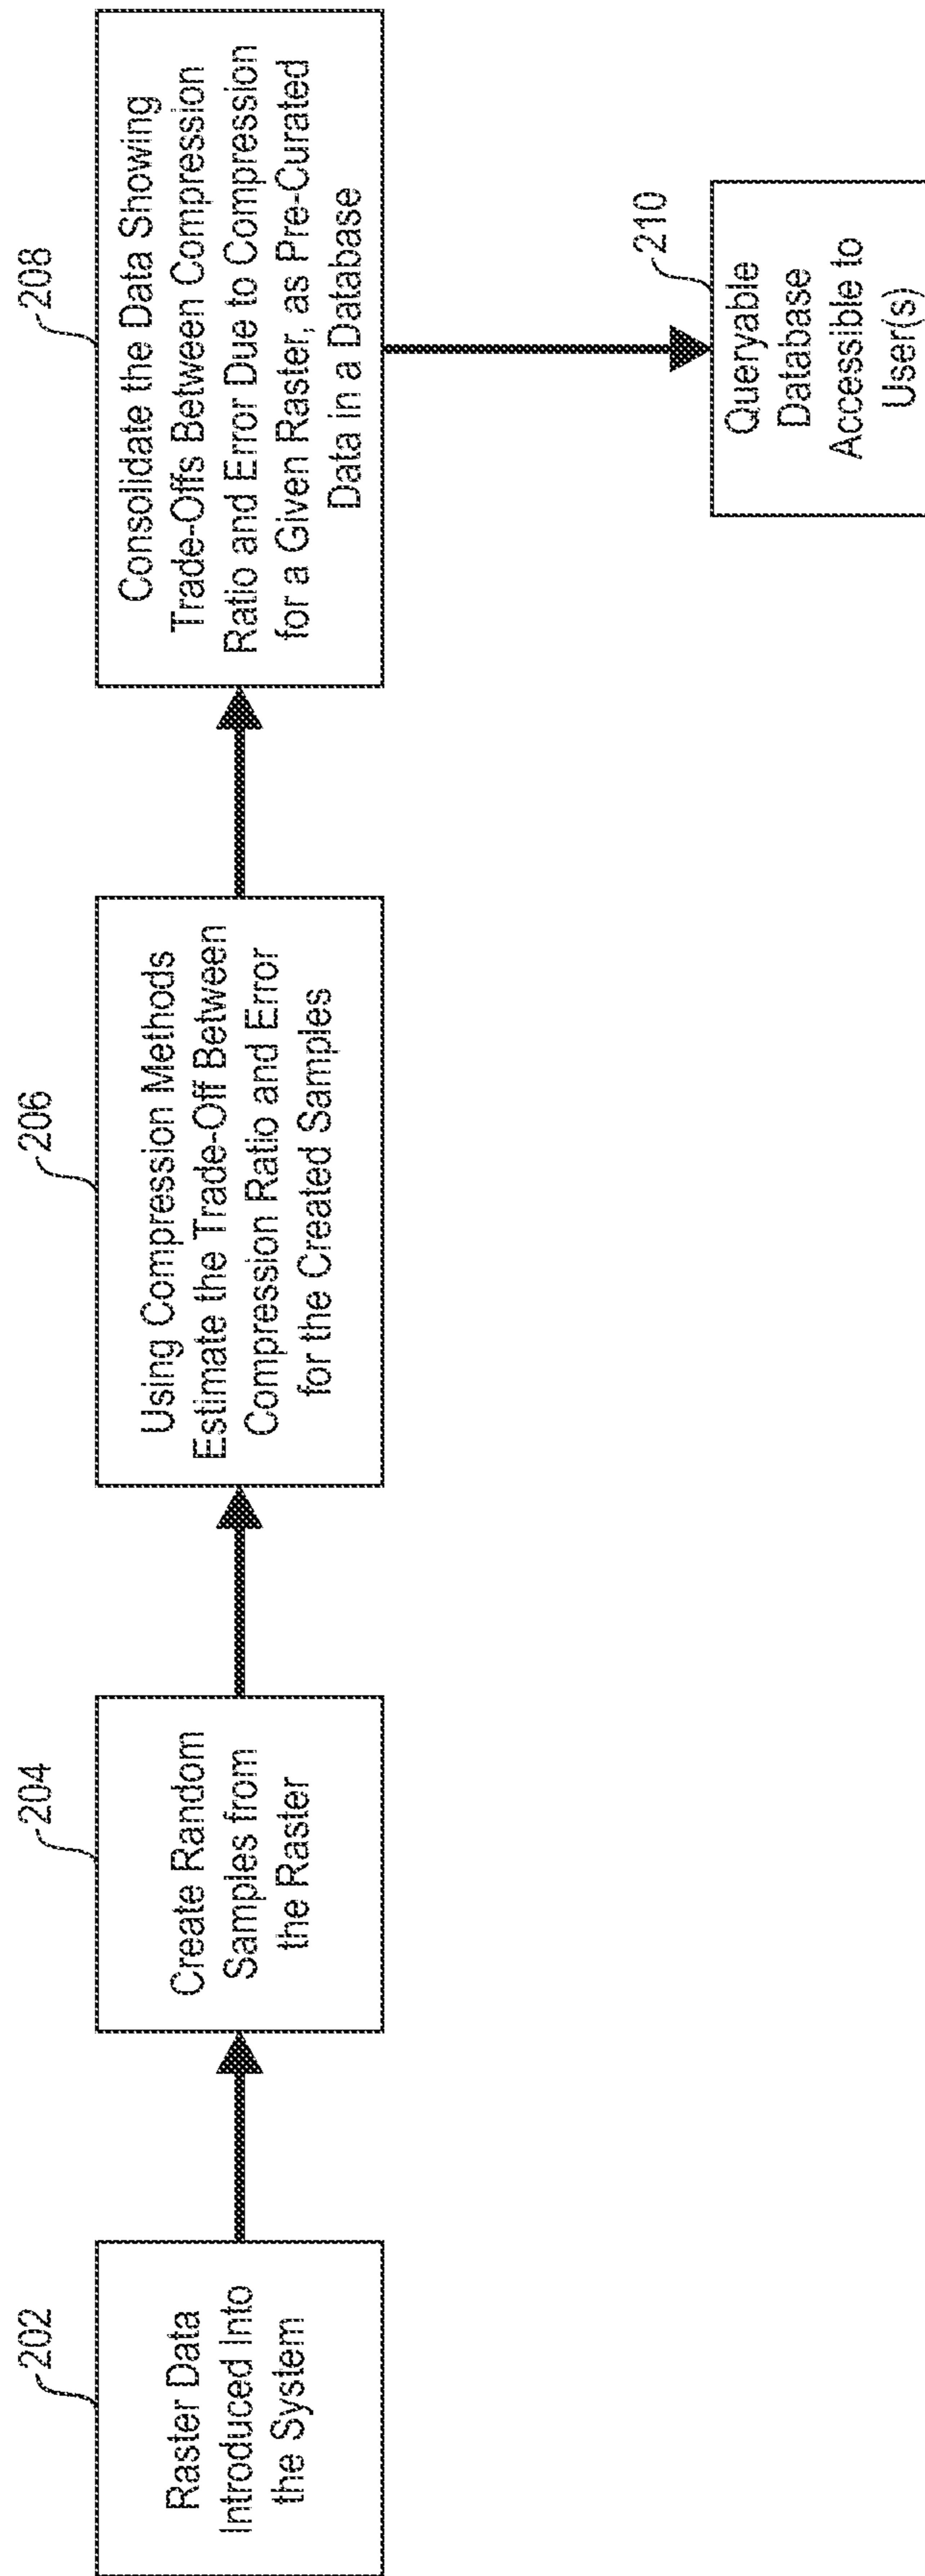 202
Raster Data
Introduced Into
the System
204
Create Random
Samples from
the Raster
206
Using Compression Methods
Estimate the Trade-Off Between
Compression Ratio and Error
for the Created Samples
208
Consolidate the Data Showing
Trade-Offs Between Compression
Ratio and Error Due to Compression
for a Given Raster, as Pre-Curated
Data in a Database
210
Queryable
Database
Accessible to
User(s)